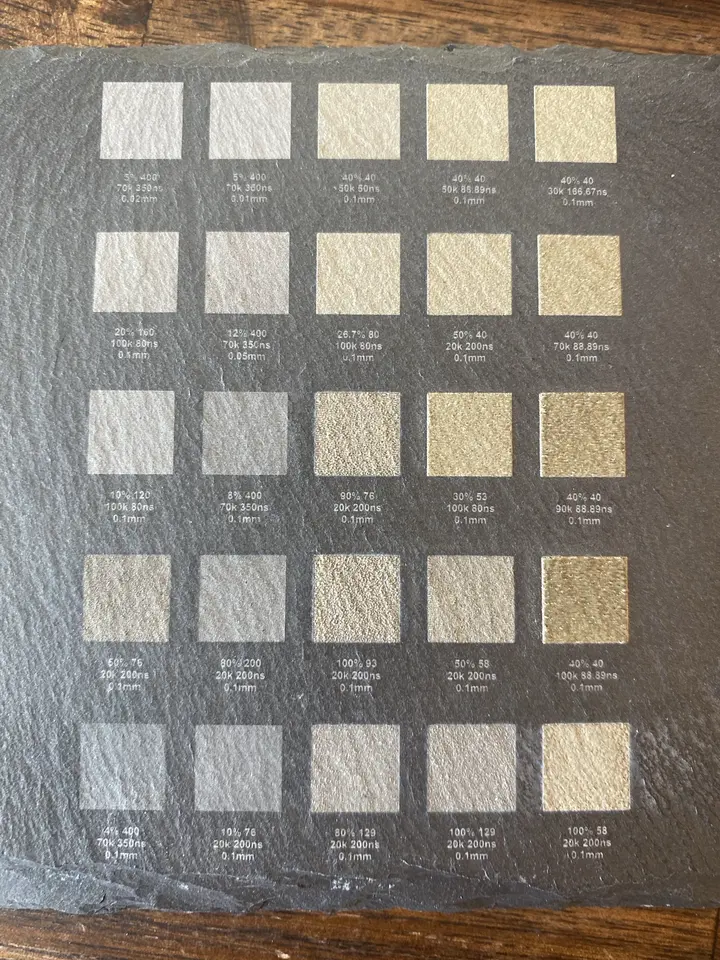 5% 400
70k 350ns
0.02mm
5% 400
70k 350ns
0.01mm
40% 40
50k 50ns
0.1mm
40% 40
50k 88.89ns
0.1mm
40% 40
30k 166.67ns
0.1mm
20% 160
100k 80ns
0.1mm
12% 400
70k 350ns
0.05mm
26.7% 80
100k 80ns
0.1mm
50% 40
20k 200ns
0.1mm
40% 40
70k 88.89ns
0.1mm
10% 120
100k 80ns
0.1mm
8% 400
70k 350ns
0.1mm
90% 76
20k 200ns
0.1mm
30% 53
100k 80ns
0.1mm
40% 40
90k 88.89ns
0.1mm
50% 76
20k 200ns
0.1mm
80% 200
20k 200ns
0.1mm
100% 93
20k 200ns
0.1mm
50% 58
20k 200ns
0.1mm
40% 40
100k 88.89ns
0.1mm
4% 400
70k 350ns
0.1mm
10% 76
20k 200ns
0.1mm
80% 129
20k 200ns
0.1mm
100% 129
20k 200ns
0.1mm
100% 58
20k 200ns
0.1mm